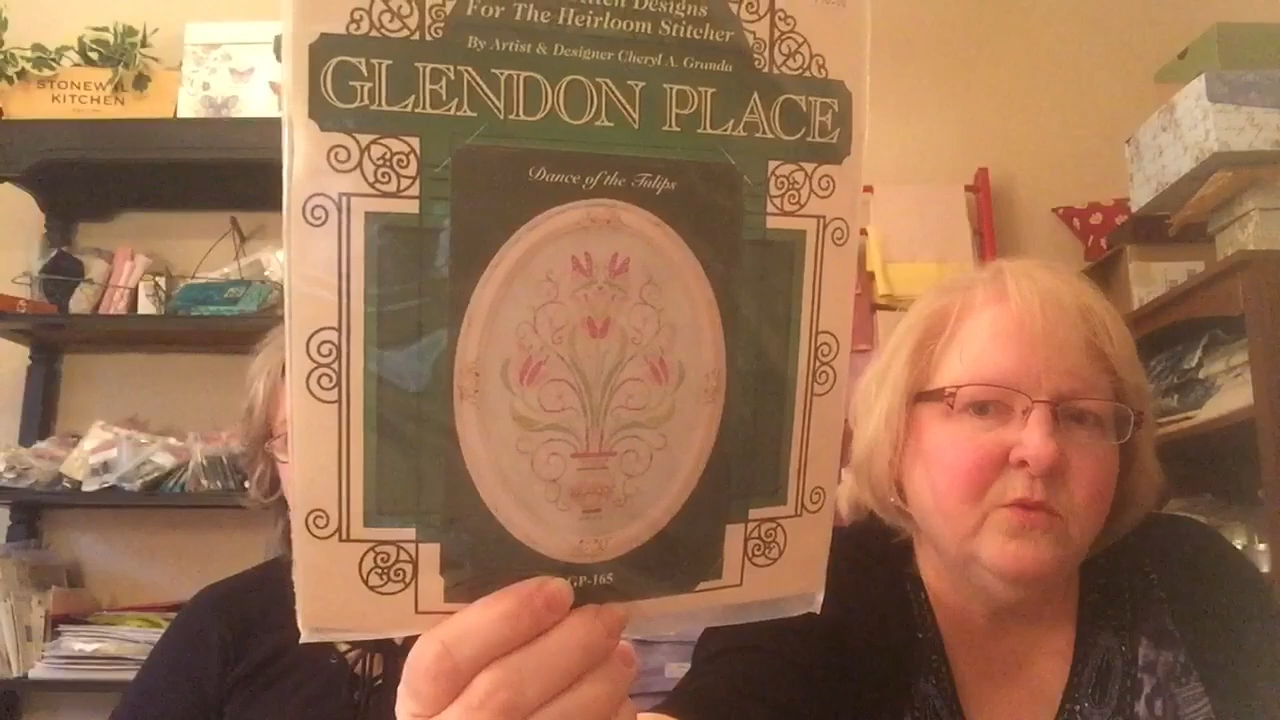 Designs
For The Heirloom Stitcher
By Artist & Designer Cheryl A. Granda
GLENDON PLACE
Dance of the Tulips
GP-165
STONEWALL
KITCHEN